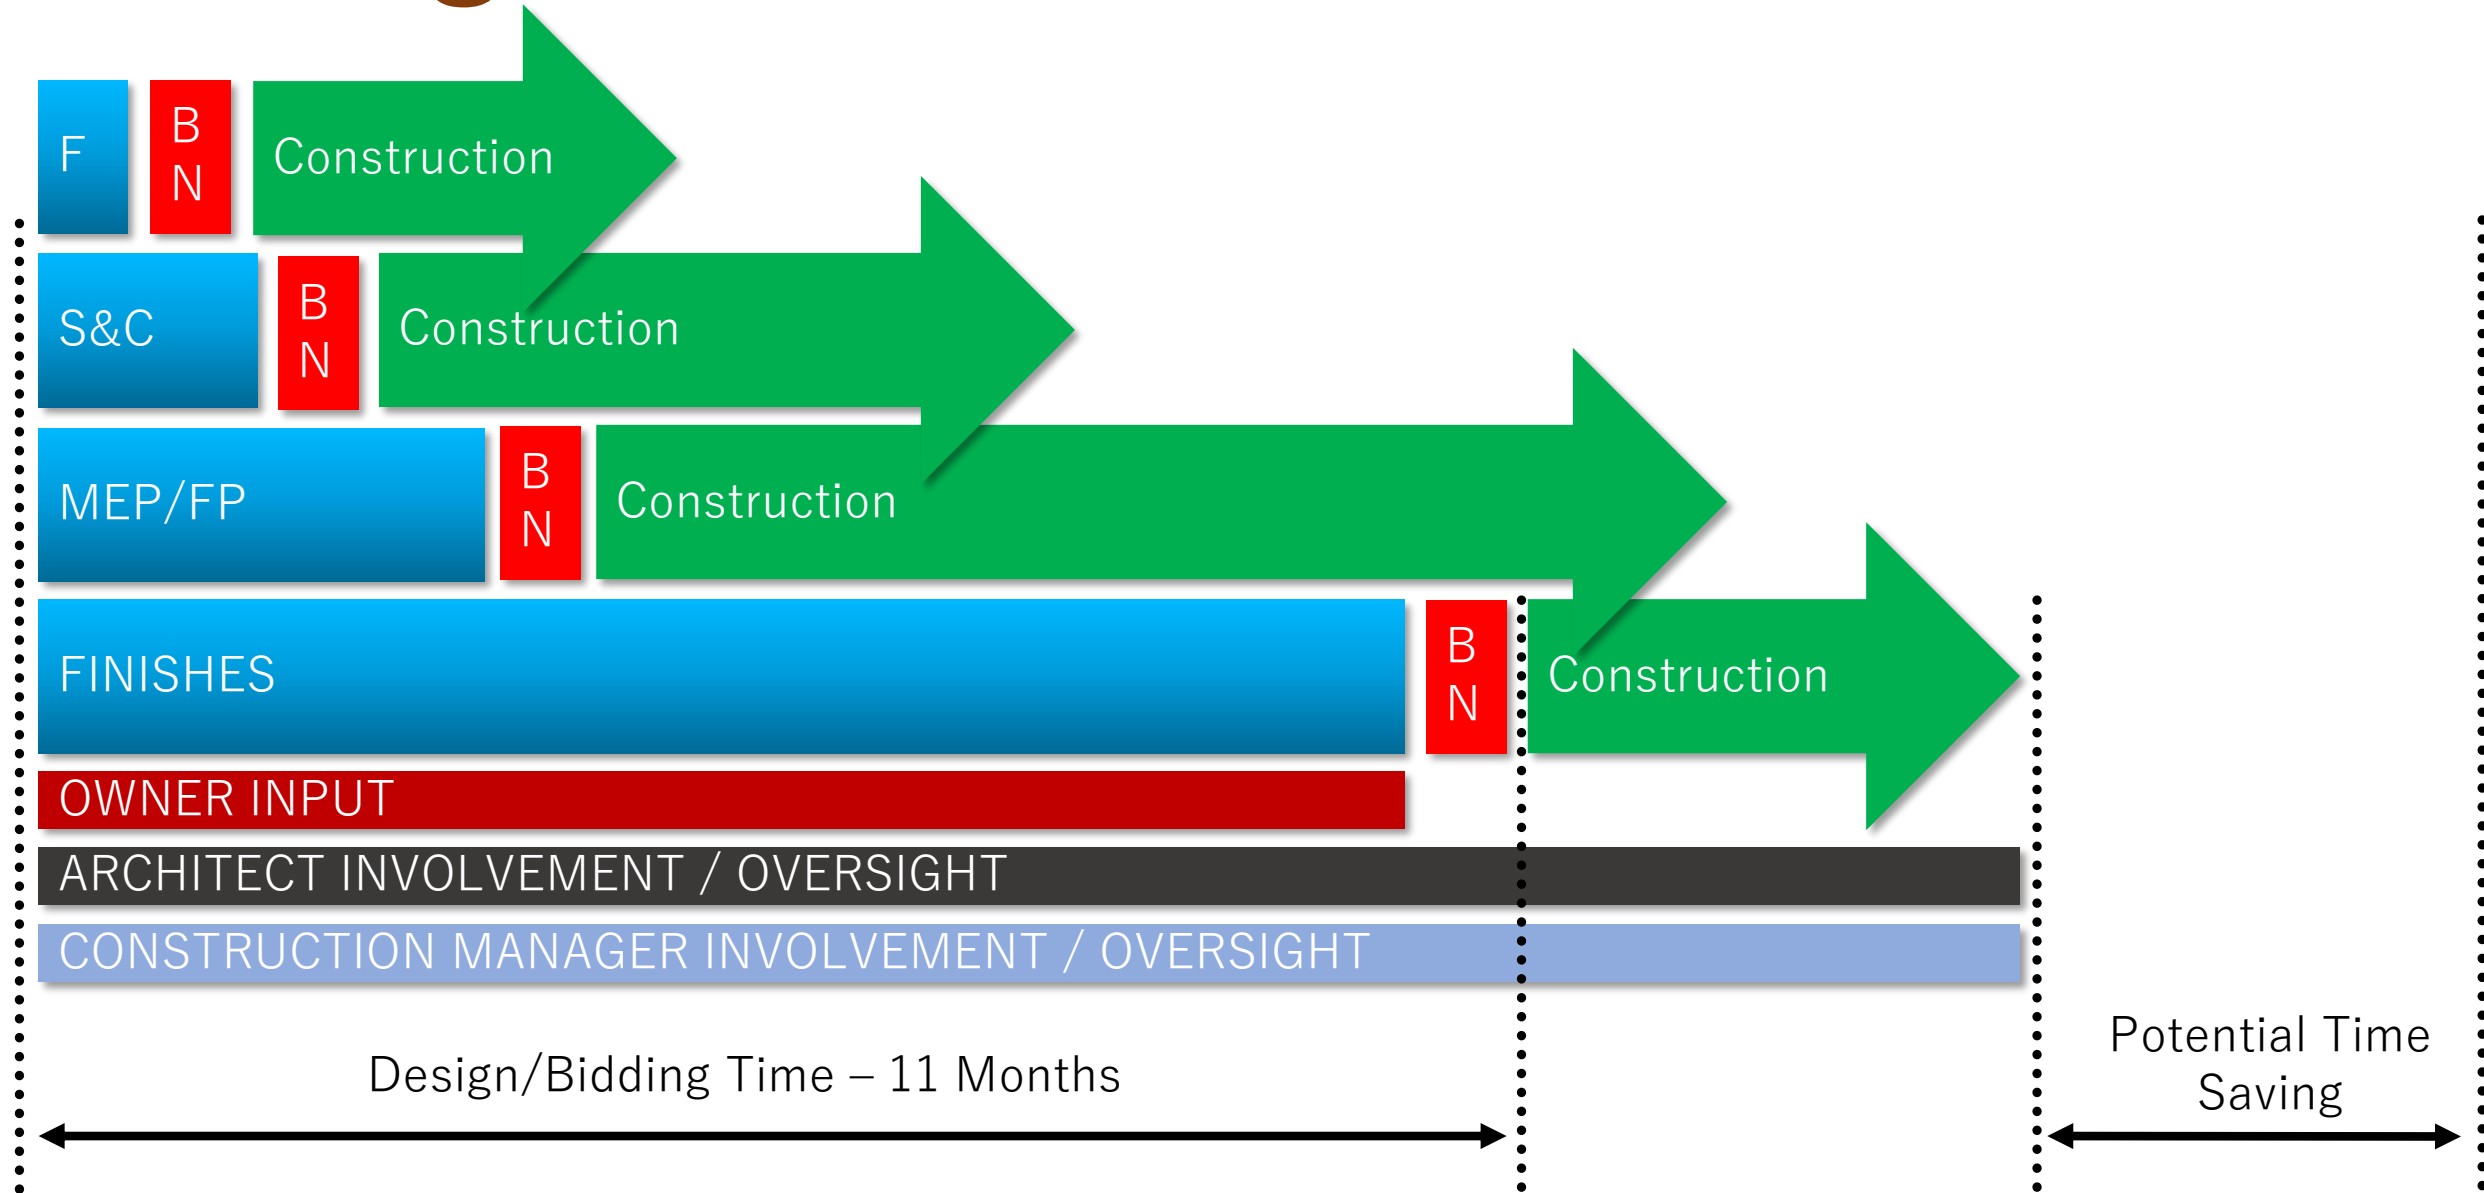 F
B
N
Construction
S&C
B
N
Construction
MEP/FP
B
N
Construction
FINISHES
B
N
Construction
OWNER INPUT
ARCHITECT INVOLVEMENT / OVERSIGHT
CONSTRUCTION MANAGER INVOLVEMENT / OVERSIGHT
Design/Bidding Time – 11 Months
Potential Time
Saving